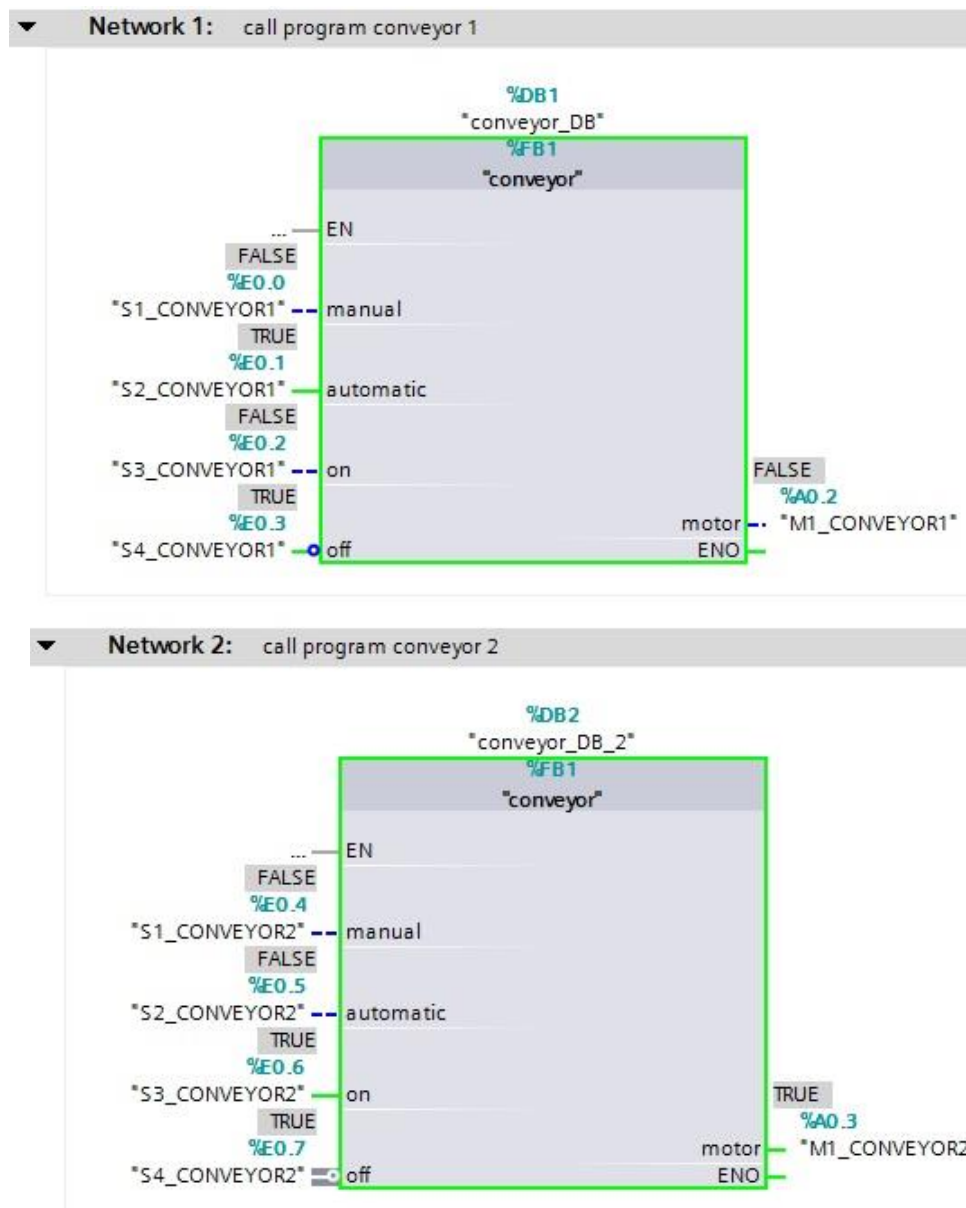 Network 1: call program conveyor 1
%DB1
"conveyor_DB"
%FB1
"conveyor"
... EN
FALSE
%E0.0
"S1_CONVEYOR1" manual
TRUE
%E0.1
"S2_CONVEYOR1" automatic
FALSE
%E0.2
"S3_CONVEYOR1" on
FALSE
TRUE
%A0.2
%E0.3
motor "M1_CONVEYOR1"
"S4_CONVEYOR1" off ENO
Network 2: call program conveyor 2
%DB2
"conveyor_DB_2"
%FB1
"conveyor"
... EN
FALSE
%E0.4
"S1_CONVEYOR2" manual
FALSE
%E0.5
"S2_CONVEYOR2" automatic
TRUE
%E0.6
"S3_CONVEYOR2" on TRUE
TRUE %A0.3
%E0.7 motor "M1_CONVEYOR2
"S4_CONVEYOR2" off ENO